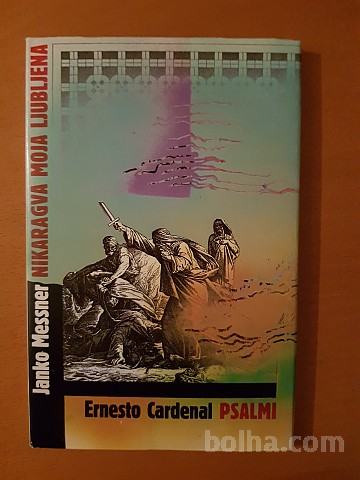 Janko Messner NIKARAGVA MOJA LJUBLJENA
Ernesto Cardenal PSALMI
bolha.com